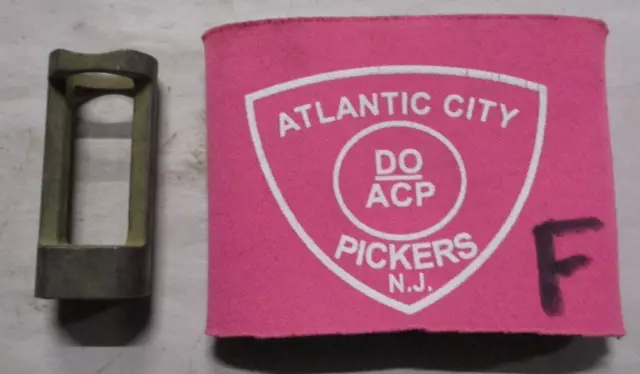 ATLANTIC CITY
DO
ACP
PICKERS
N.J.
F